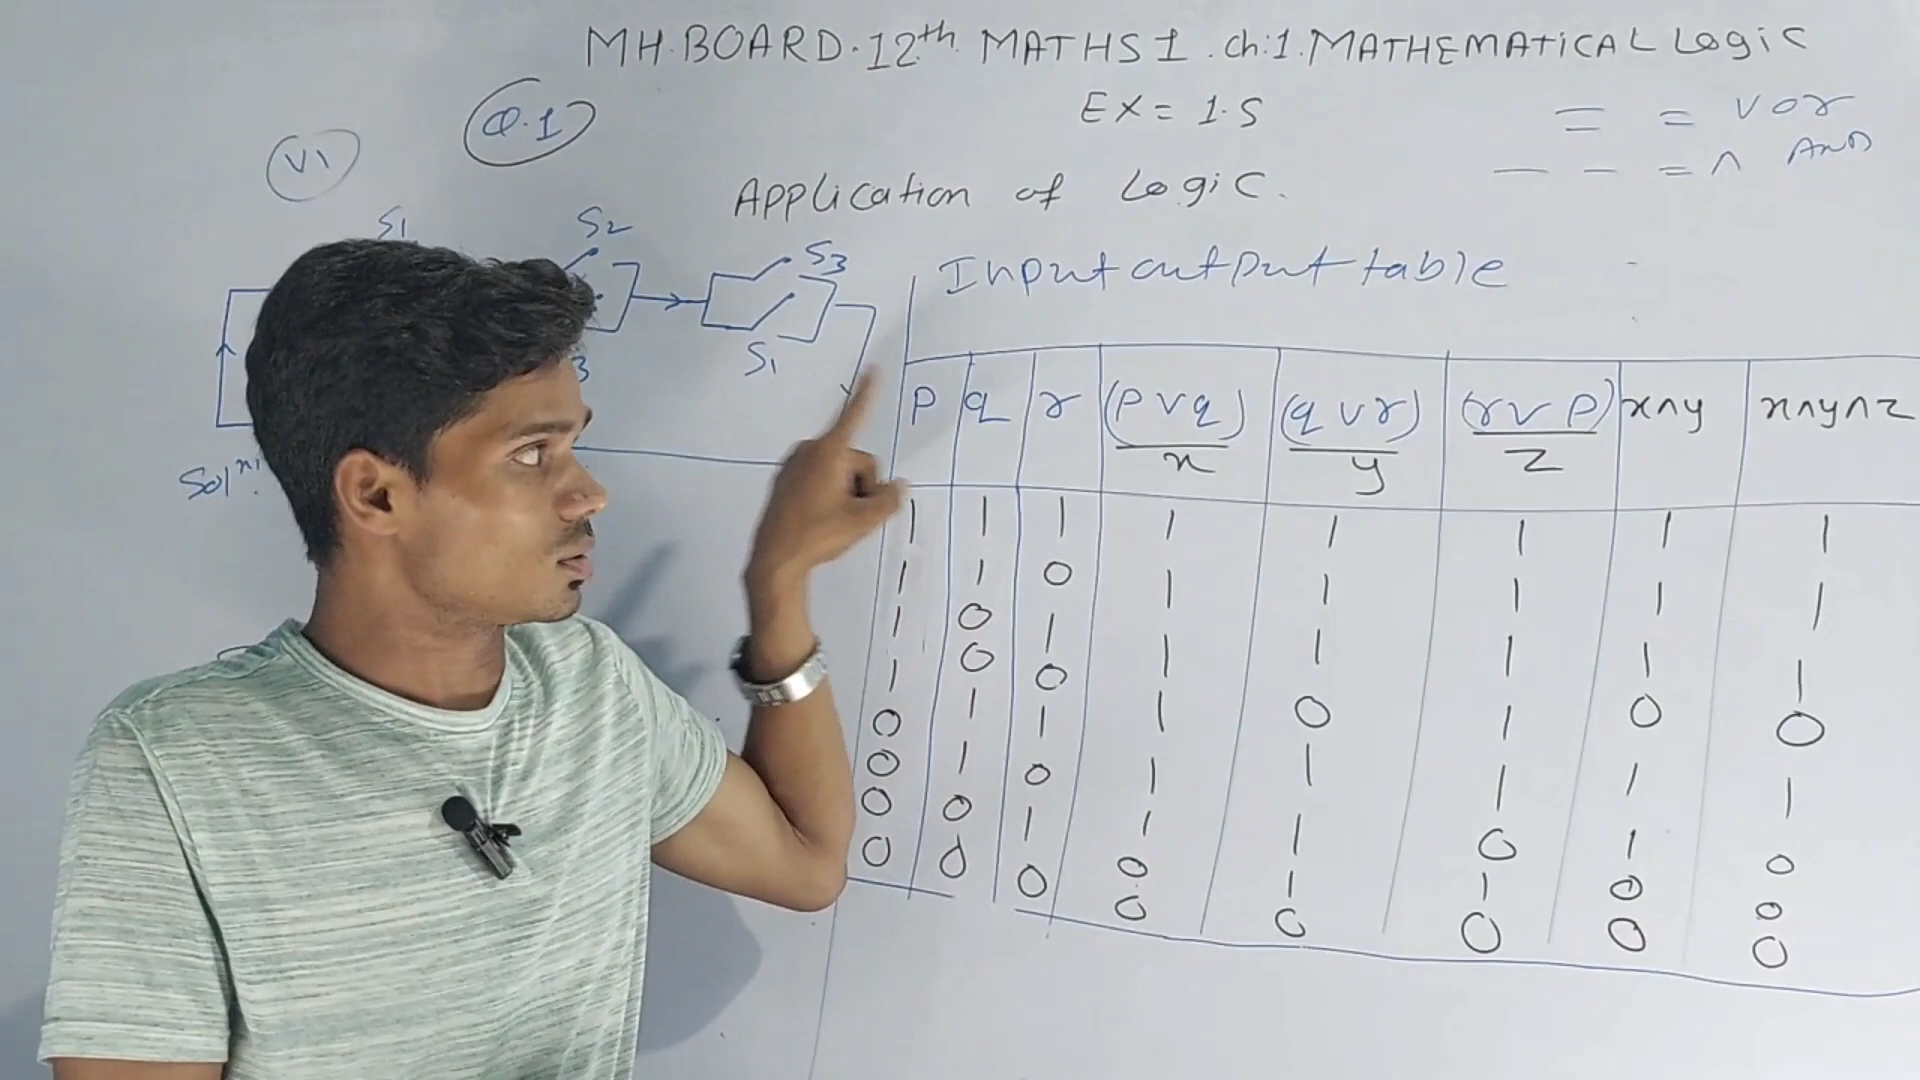 MH.BOARD.12th.MATHS 1.ch:1.MATHEMATICAL LOGIC
Q.1
EX = 1.5
= = ∨ or
VI
— — = ∧ AND
APPlication of LogiC.
S1 S2 S3
Input output table
S1
3
p q r (p∨q) (q∨r) (r∨p) x∧y x∧y∧z
x y z
Solⁿ:
1 1 1 1 1 1 1 1
1 1 0 1 1 1 1 1
1 0 1 1 1 1 1 1
1 0 0 1 0 1 0 0
0 1 1 1 1 1 1 1
0 1 0 1 1 0 1 0
0 0 1 0 1 1 0 0
0 0 0 0 0 0 0 0